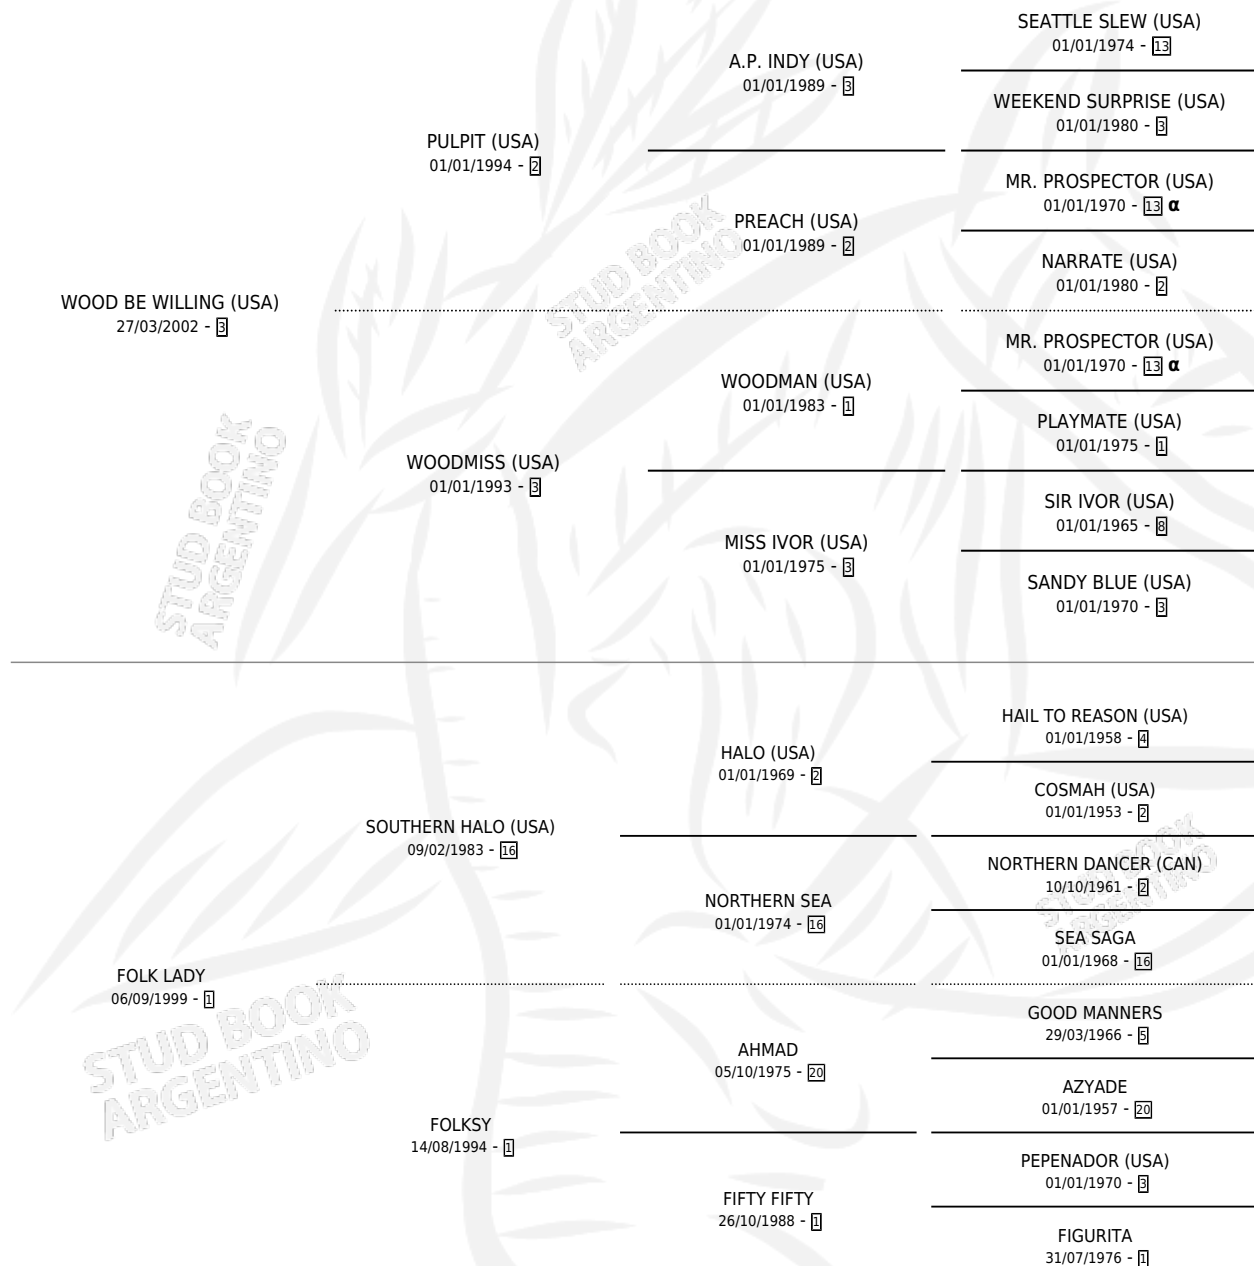 SEATTLE SLEW (USA)
01/01/1974 - 13
A.P. INDY (USA)
01/01/1989 - 3
WEEKEND SURPRISE (USA)
01/01/1980 - 3
PULPIT (USA)
01/01/1994 - 2
MR. PROSPECTOR (USA)
01/01/1970 - 13 α
PREACH (USA)
01/01/1989 - 2
NARRATE (USA)
01/01/1980 - 2
WOOD BE WILLING (USA)
27/03/2002 - 3
MR. PROSPECTOR (USA)
01/01/1970 - 13 α
WOODMAN (USA)
01/01/1983 - 1
PLAYMATE (USA)
01/01/1975 - 1
WOODMISS (USA)
01/01/1993 - 3
SIR IVOR (USA)
01/01/1965 - 8
MISS IVOR (USA)
01/01/1975 - 3
SANDY BLUE (USA)
01/01/1970 - 3
HAIL TO REASON (USA)
01/01/1958 - 4
HALO (USA)
01/01/1969 - 2
COSMAH (USA)
01/01/1953 - 2
SOUTHERN HALO (USA)
09/02/1983 - 16
NORTHERN DANCER (CAN)
10/10/1961 - 2
NORTHERN SEA
01/01/1974 - 16
SEA SAGA
01/01/1968 - 16
FOLK LADY
06/09/1999 - 1
GOOD MANNERS
29/03/1966 - 5
AHMAD
05/10/1975 - 20
AZYADE
01/01/1957 - 20
FOLKSY
14/08/1994 - 1
PEPENADOR (USA)
01/01/1970 - 3
FIFTY FIFTY
26/10/1988 - 1
FIGURITA
31/07/1976 - 1
STUD BOOK
ARGENTINO
STUD BOOK
ARGENTINO
STUD BOOK
ARGENTINO
STUD BOOK
ARGENTINO